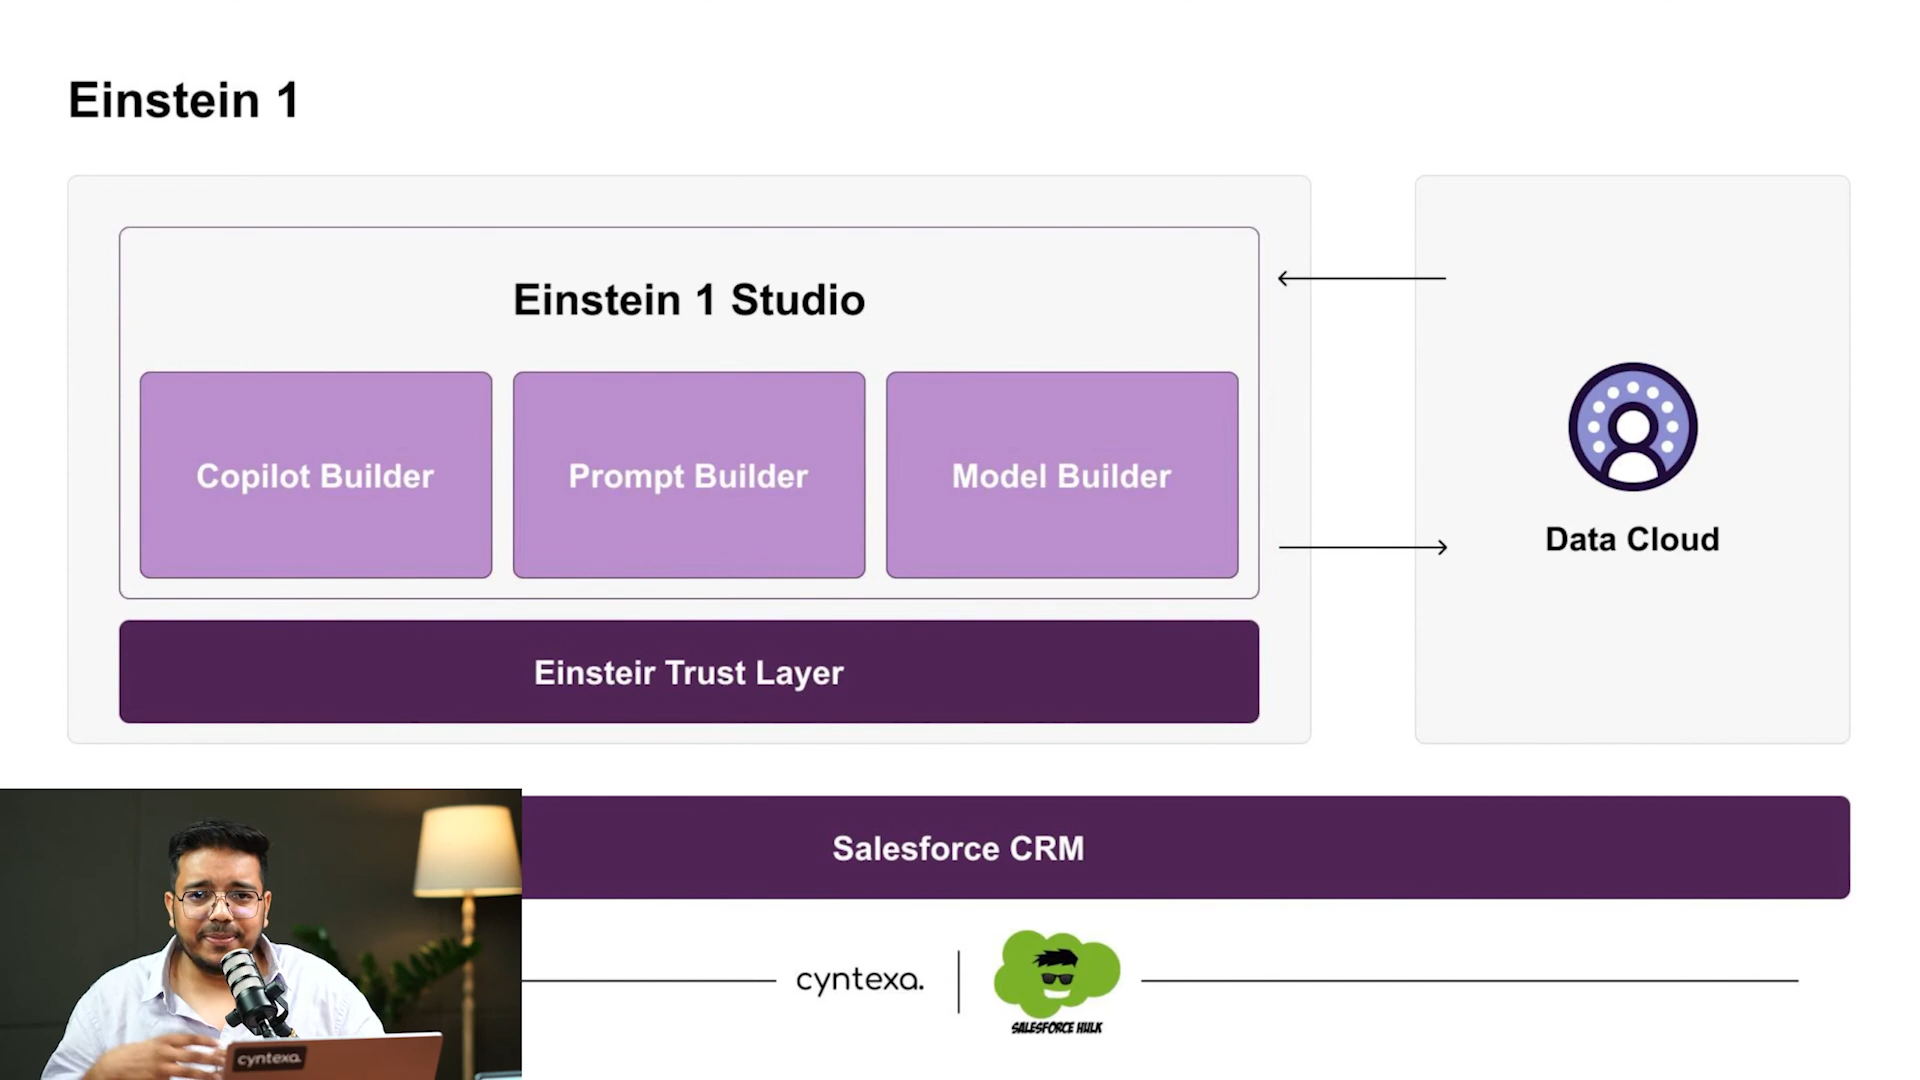 Einstein 1
Einstein 1 Studio
Copilot Builder
Prompt Builder
Model Builder
Data Cloud
Einsteir Trust Layer
Salesforce CRM
cyntexa.
SALESFORCE HULK
cyntexa.